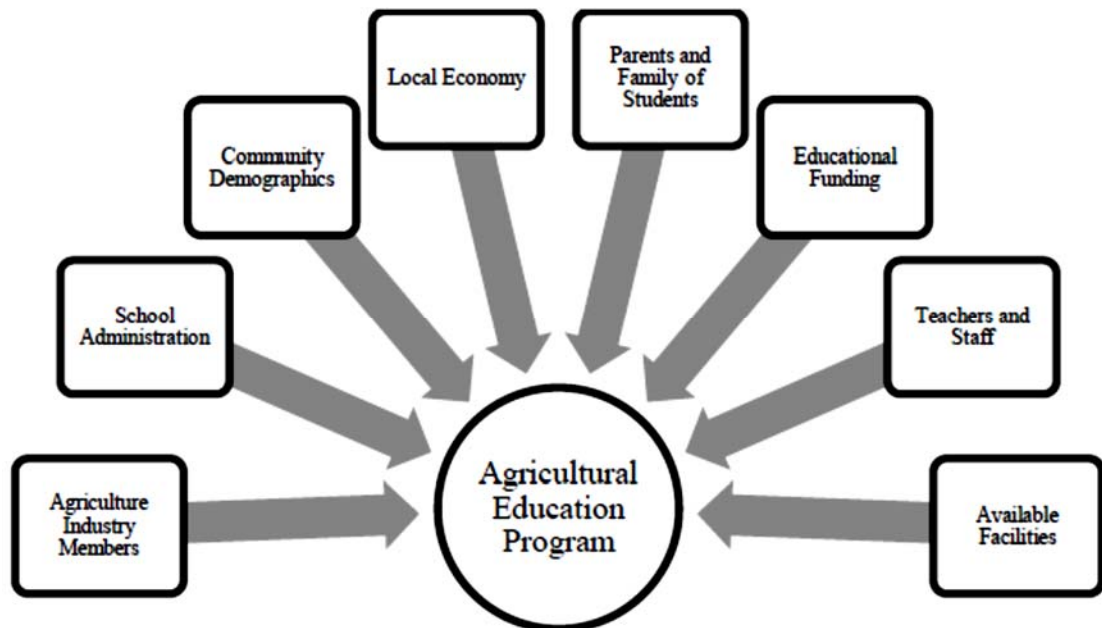 Local Economy
Parents and
Family of
Students
Community
Demographics
Educational
Funding
School
Administration
Teachers and
Staff
Agriculture
Industry
Members
Agricultural
Education
Program
Available
Facilities